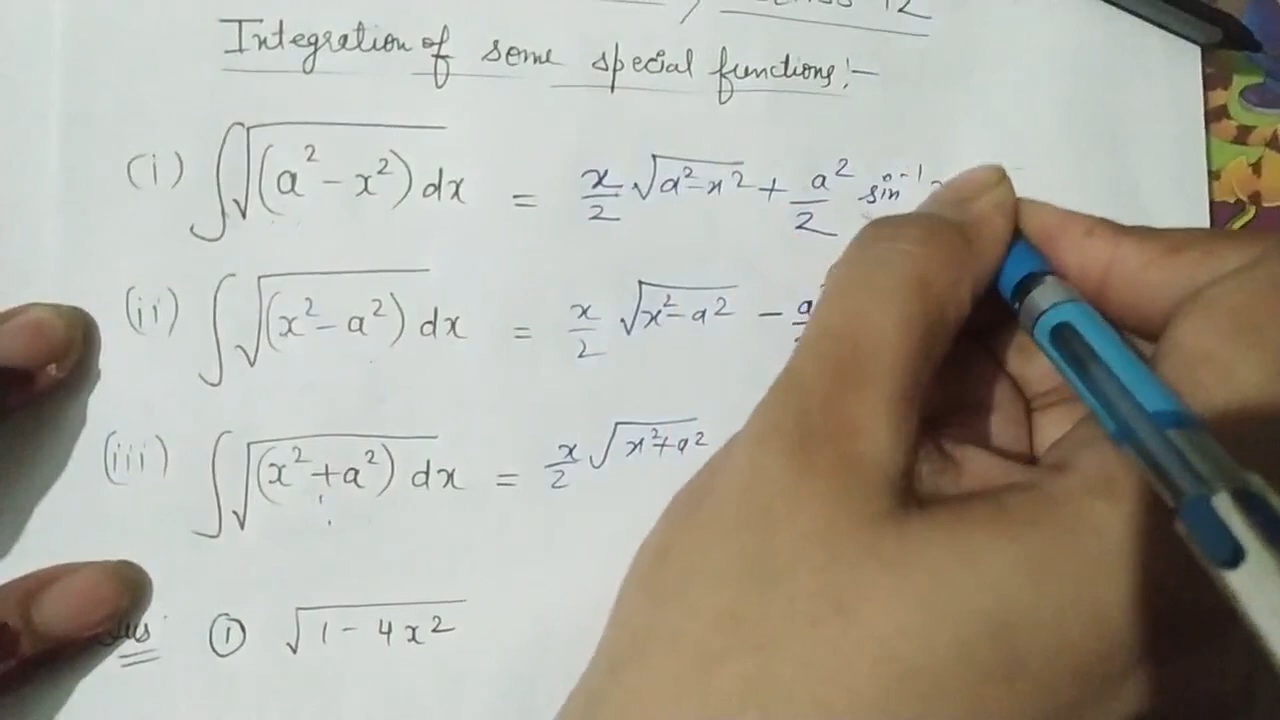 12
Integration of some special functions:-
(i) ∫√(a² - x²) dx = x/2 √a²-x² + a²/2 sin⁻¹
(ii) ∫√(x² - a²) dx = x/2 √x²-a² - a
(iii) ∫√(x² + a²) dx = x/2 √x²+a²
① √1 - 4x²